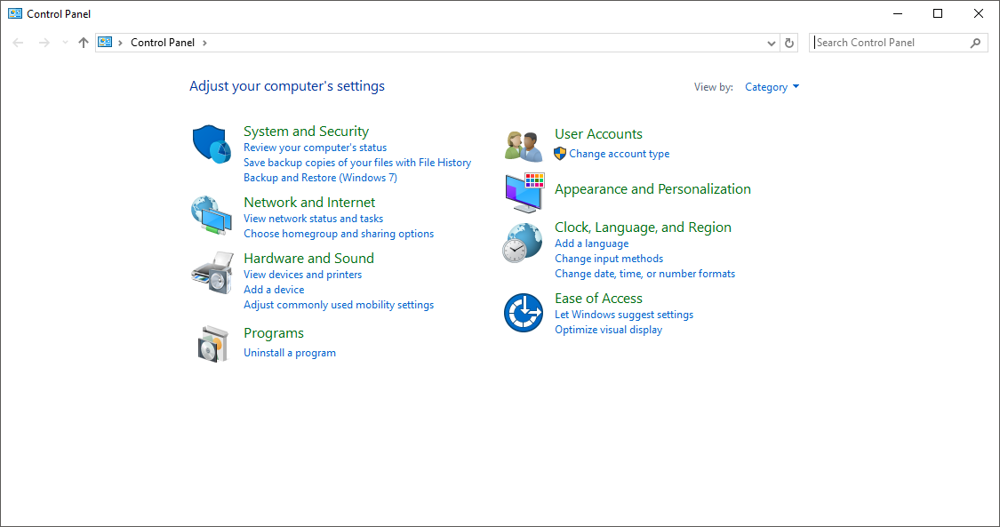 Control Panel
Control Panel
Search Control Panel
Adjust your computer's settings
View by: Category
System and Security
Review your computer's status
Save backup copies of your files with File History
Backup and Restore (Windows 7)
Network and Internet
View network status and tasks
Choose homegroup and sharing options
Hardware and Sound
View devices and printers
Add a device
Adjust commonly used mobility settings
Programs
Uninstall a program
User Accounts
Change account type
Appearance and Personalization
Clock, Language, and Region
Add a language
Change input methods
Change date, time, or number formats
Ease of Access
Let Windows suggest settings
Optimize visual display